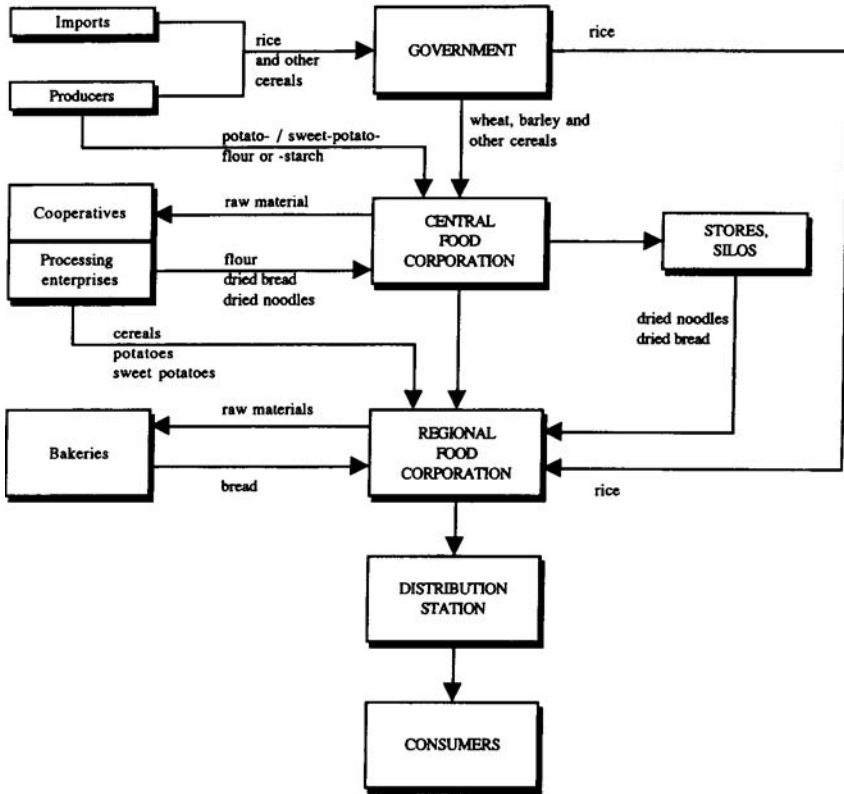 Imports
rice
and other
cereals
GOVERNMENT
rice
Producers
potato- / sweet-potato-
flour or -starch
wheat, barley and
other cereals
Cooperatives
raw material
CENTRAL
FOOD
CORPORATION
STORES,
SILOS
Processing
enterprises
flour
dried bread
dried noodles
dried noodles
dried bread
cereals
potatoes
sweet potatoes
Bakeries
raw materials
bread
REGIONAL
FOOD
CORPORATION
rice
DISTRIBUTION
STATION
CONSUMERS